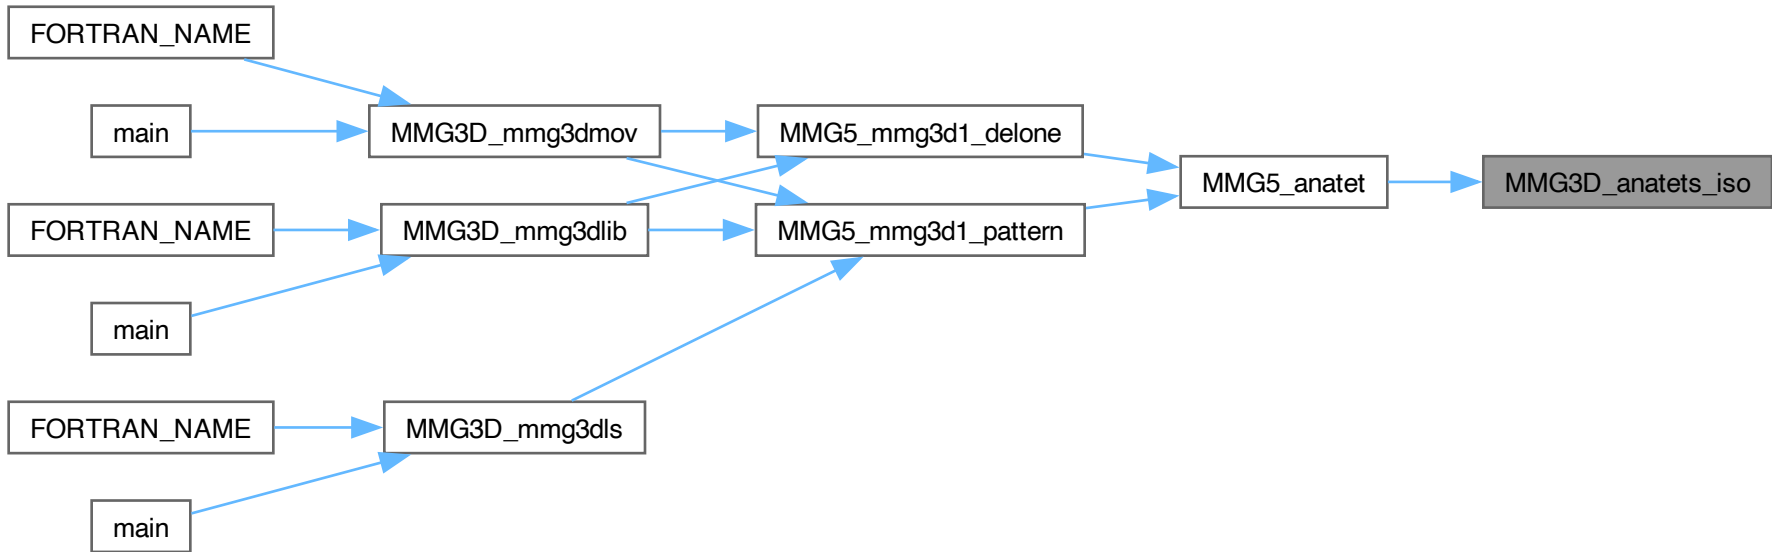 FORTRAN_NAME
main
MMG3D_mmg3dmov
MMG5_mmg3d1_delone
MMG5_anatet
MMG3D_anatets_iso
FORTRAN_NAME
MMG3D_mmg3dlib
MMG5_mmg3d1_pattern
main
FORTRAN_NAME
MMG3D_mmg3dls
main